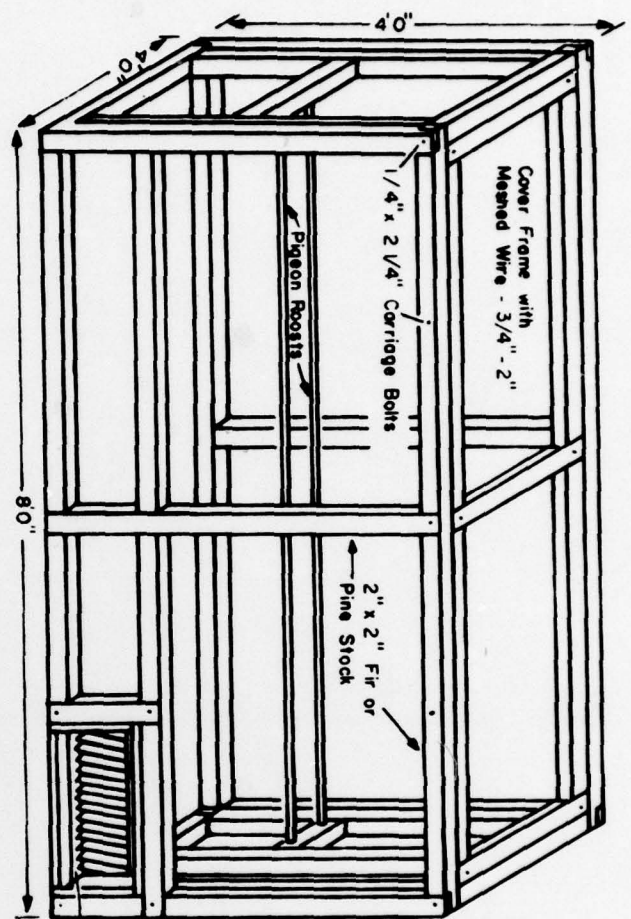 4'0"
4'0"
Cover Frame with
Meshed Wire - 3/4" - 2"
1/4" x 2 1/4" Carriage Bolts
Pigeon Roosts
2" x 2" Fir or
Pine Stock
8'0"